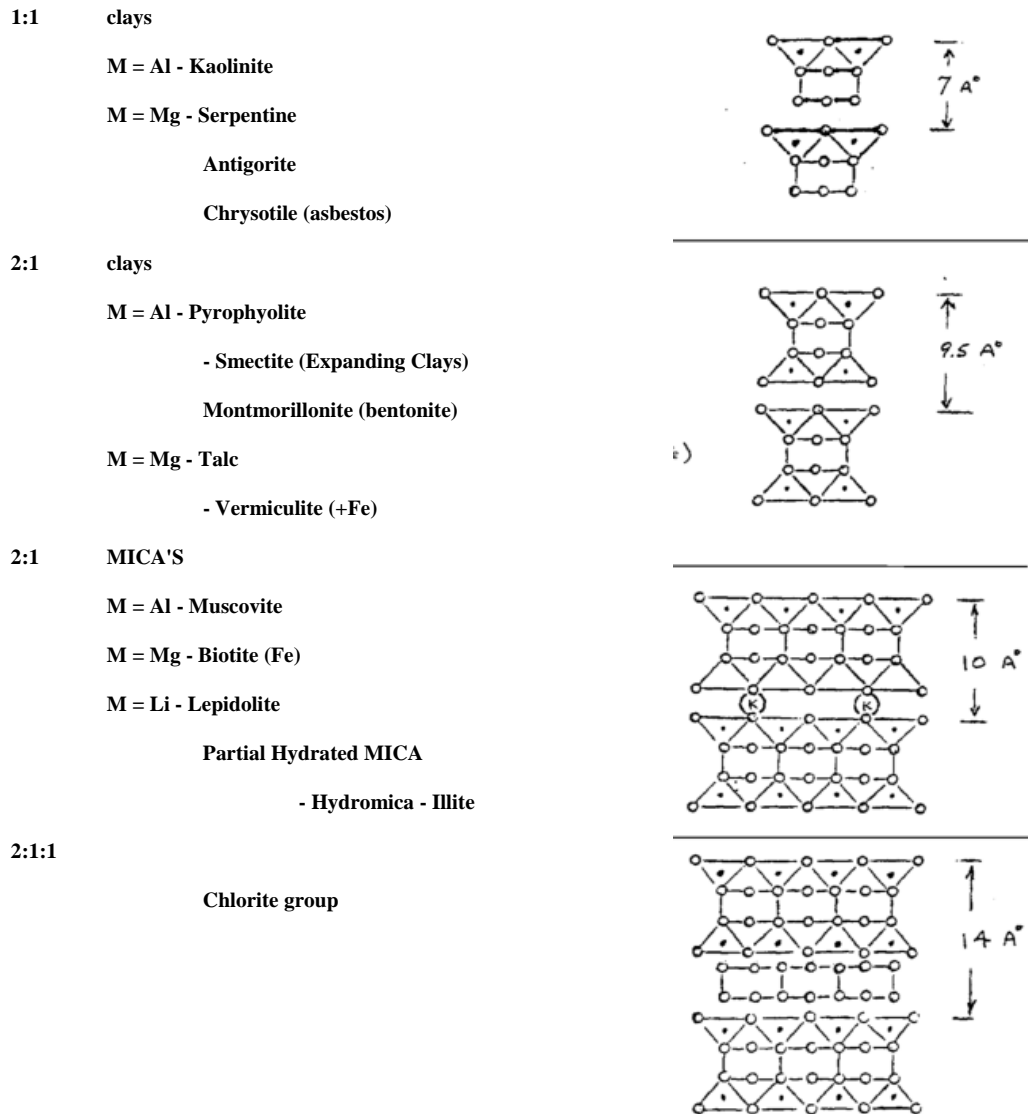 1:1 clays
M = Al - Kaolinite
7 A°
M = Mg - Serpentine
Antigorite
Chrysotile (asbestos)
2:1 clays
M = Al - Pyrophyolite
9.5 A°
- Smectite (Expanding Clays)
Montmorillonite (bentonite)
M = Mg - Talc
- Vermiculite (+Fe)
2:1 MICA'S
M = Al - Muscovite
M = Mg - Biotite (Fe)
10 A°
M = Li - Lepidolite
K K
Partial Hydrated MICA
- Hydromica - Illite
2:1:1
Chlorite group
14 A°